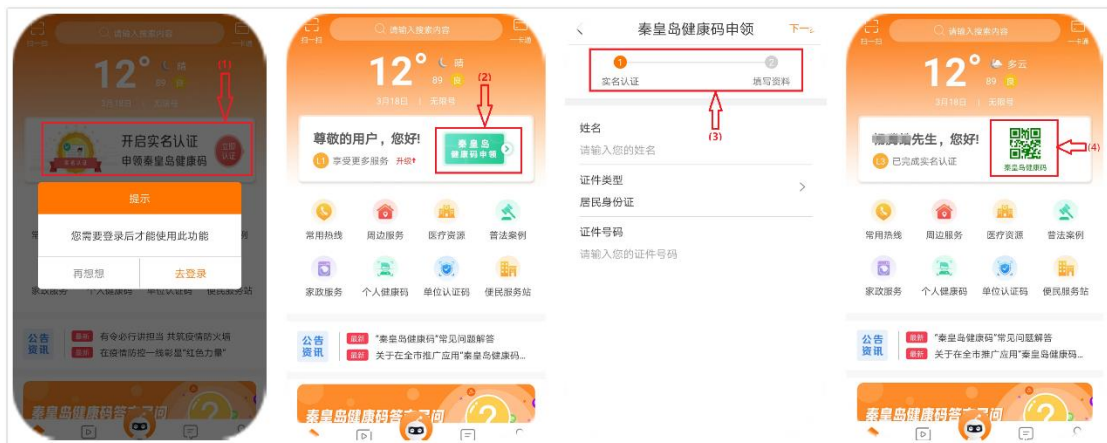 扫一扫
请输入搜索内容
一卡通
12° 晴
89 良
3月18日 | 无限号
(1)
开启实名认证
申领秦皇岛健康码
立即认证
提示
您需要登录后才能使用此功能
再想想
去登录
家政服务
个人健康码
单位认证码
便民服务站
公告资讯
最新 有令必行讲担当 共筑疫情防火墙
最新 在疫情防控一线彰显"红色力量"
秦皇岛健康码答
问
扫一扫
请输入搜索内容
一卡通
12° 晴
89 良
3月18日 | 无限号
(2)
尊敬的用户，您好!
L1 享受更多服务 升级
秦皇岛
健康码申领
常用热线
周边服务
医疗资源
普法案例
家政服务
个人健康码
单位认证码
便民服务站
公告资讯
最新 "秦皇岛健康码"常见问题解答
最新 关于在全市推广应用"秦皇岛健康码...
秦皇岛健康码答
问
秦皇岛健康码申领
下一
1
2
实名认证
填写资料
(3)
姓名
请输入您的姓名
证件类型
居民身份证
证件号码
请输入您的证件号码
扫一扫
请输入搜索内容
一卡通
12° 多云
89 良
3月18日 | 无限号
先生，您好!
L3 已完成实名认证
秦皇岛健康码
(4)
常用热线
周边服务
医疗资源
普法案例
家政服务
个人健康码
单位认证码
便民服务站
公告资讯
最新 "秦皇岛健康码"常见问题解答
最新 关于在全市推广应用"秦皇岛健康码...
秦皇岛健康码答
问